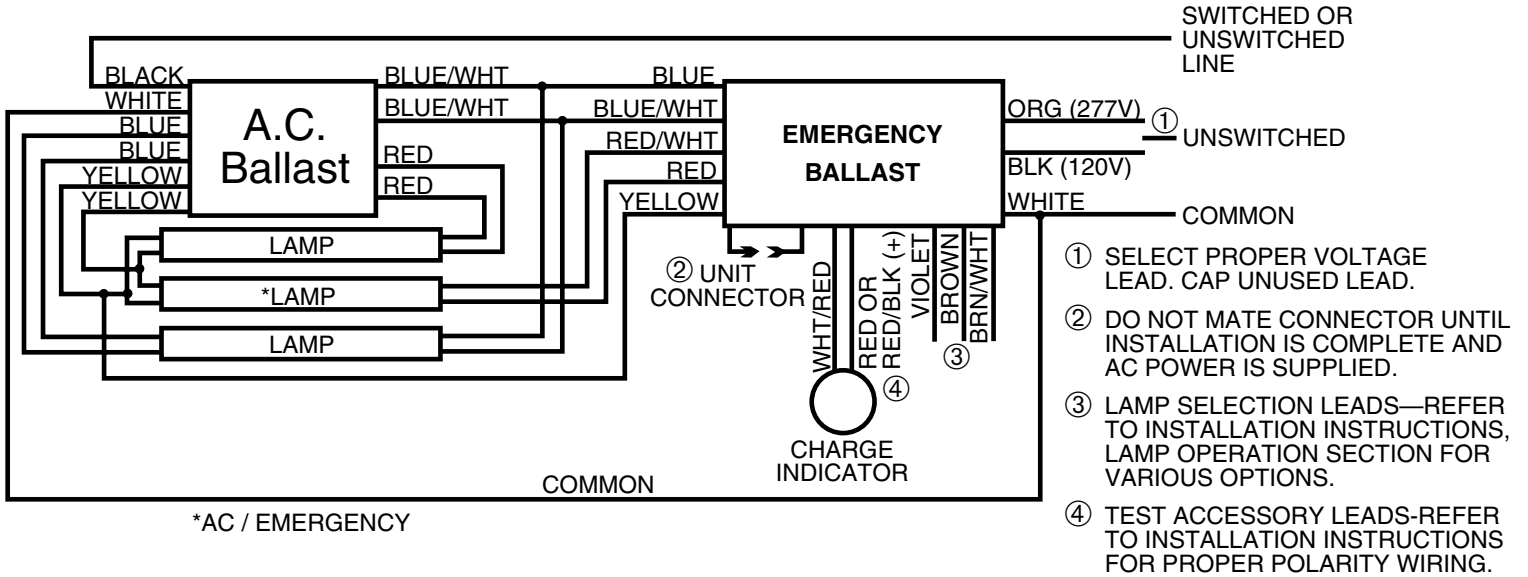 SWITCHED OR
UNSWITCHED
LINE
BLACK
WHITE
BLUE
BLUE
YELLOW
YELLOW
A.C.
Ballast
BLUE/WHT
BLUE/WHT
RED
RED
BLUE
BLUE/WHT
RED/WHT
RED
YELLOW
EMERGENCY
BALLAST
ORG (277V)
①
UNSWITCHED
BLK (120V)
WHITE
COMMON
LAMP
*LAMP
LAMP
② UNIT
CONNECTOR
WHT/RED
RED OR
RED/BLK (+)
④
VIOLET
BROWN
BRN/WHT
③
CHARGE
INDICATOR
COMMON
*AC / EMERGENCY
① SELECT PROPER VOLTAGE
LEAD. CAP UNUSED LEAD.
② DO NOT MATE CONNECTOR UNTIL
INSTALLATION IS COMPLETE AND
AC POWER IS SUPPLIED.
③ LAMP SELECTION LEADS—REFER
TO INSTALLATION INSTRUCTIONS,
LAMP OPERATION SECTION FOR
VARIOUS OPTIONS.
④ TEST ACCESSORY LEADS-REFER
TO INSTALLATION INSTRUCTIONS
FOR PROPER POLARITY WIRING.